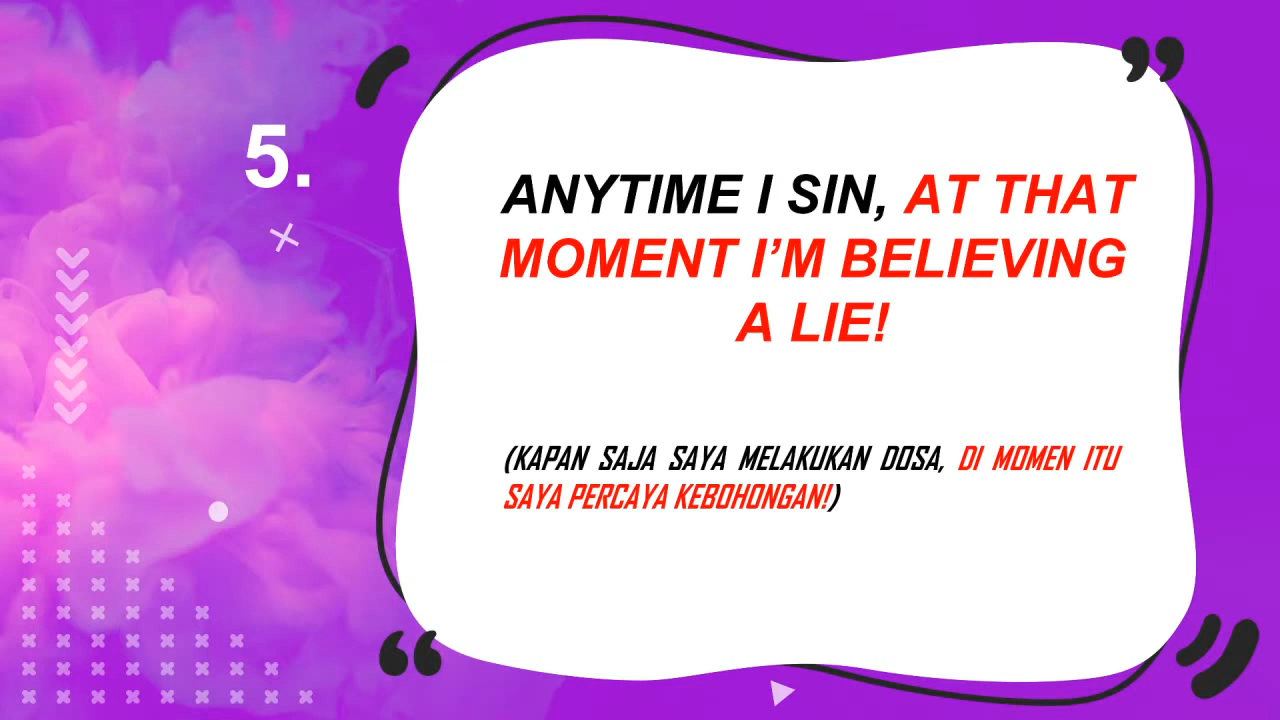 5.
ANYTIME I SIN, AT THAT
MOMENT I’M BELIEVING
A LIE!
(KAPAN SAJA SAYA MELAKUKAN DOSA, DI MOMEN ITU
SAYA PERCAYA KEBOHONGAN!)